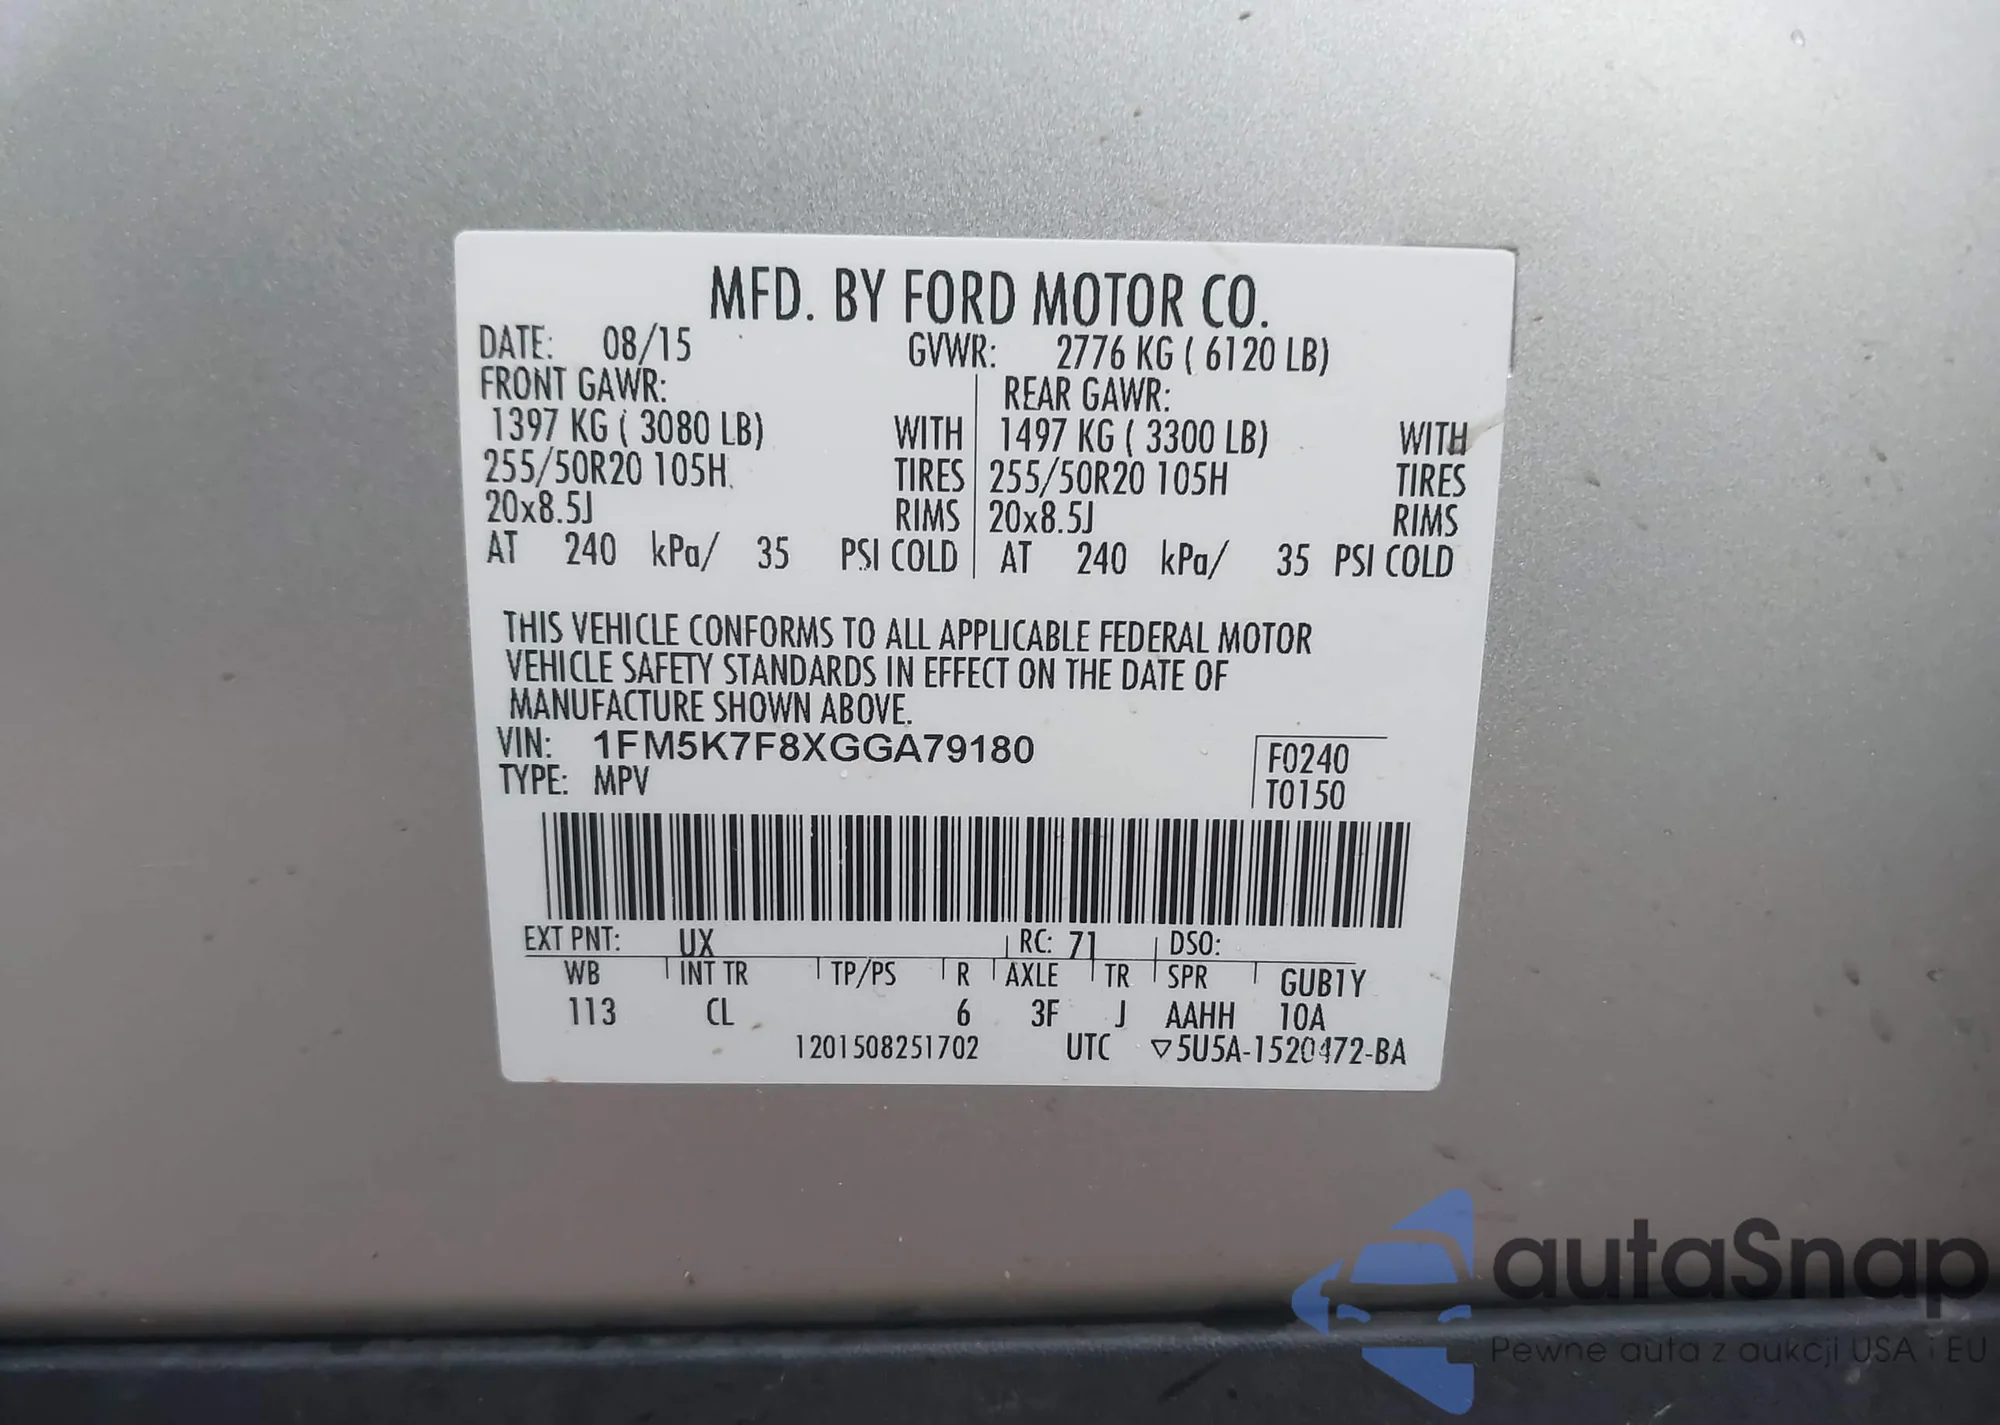 MFD. BY FORD MOTOR CO.
DATE: 08/15 GVWR: 2776 KG ( 6120 LB)
FRONT GAWR: REAR GAWR:
1397 KG ( 3080 LB) WITH 1497 KG ( 3300 LB) WITH
255/50R20 105H TIRES 255/50R20 105H TIRES
20x8.5J RIMS 20x8.5J RIMS
AT 240 kPa/ 35 PSI COLD AT 240 kPa/ 35 PSI COLD
THIS VEHICLE CONFORMS TO ALL APPLICABLE FEDERAL MOTOR
VEHICLE SAFETY STANDARDS IN EFFECT ON THE DATE OF
MANUFACTURE SHOWN ABOVE.
VIN: 1FM5K7F8XGGA79180 F0240
TYPE: MPV T0150
EXT PNT: UX RC: 71 DSO:
WB INT TR TP/PS R AXLE TR SPR GUB1Y
113 CL 6 3F J AAHH 10A
1201508251702 UTC ▽5U5A-1520472-BA
autaSnap
Pewne auta z aukcji USA i EU